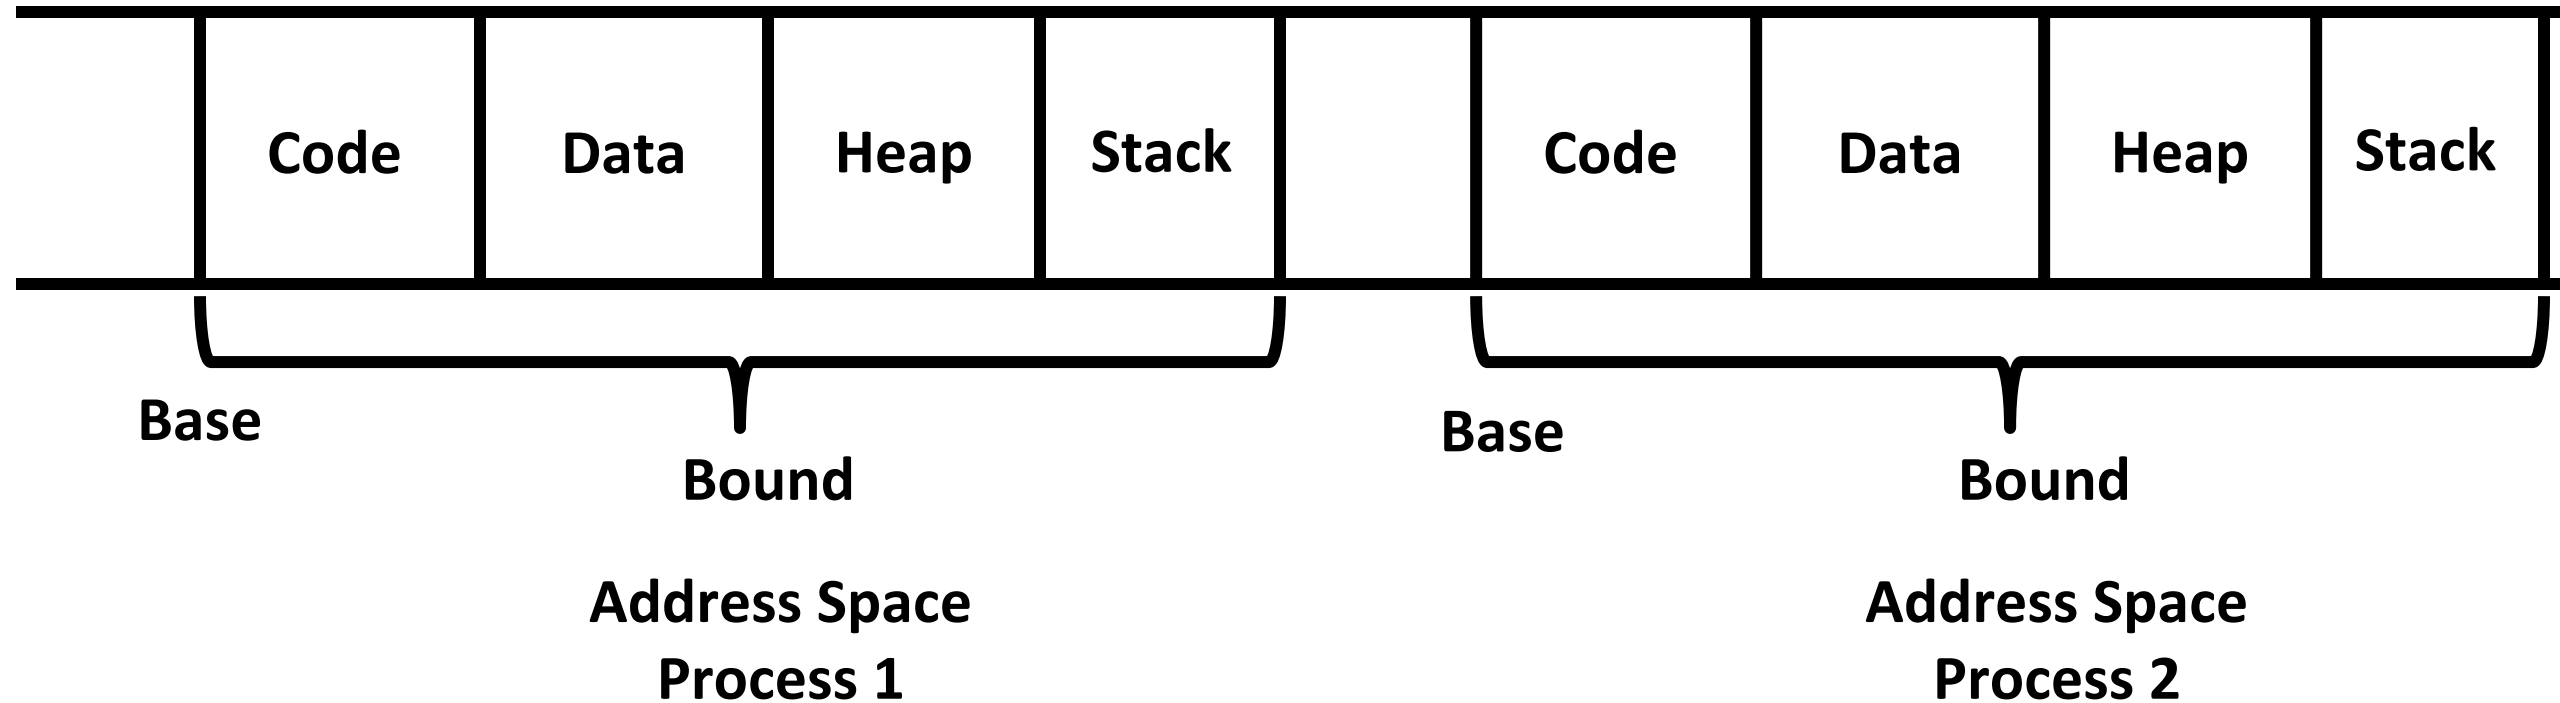 Code Data Heap Stack Code Data Heap Stack
Base Base
Bound Bound
Address Space Address Space
Process 1 Process 2